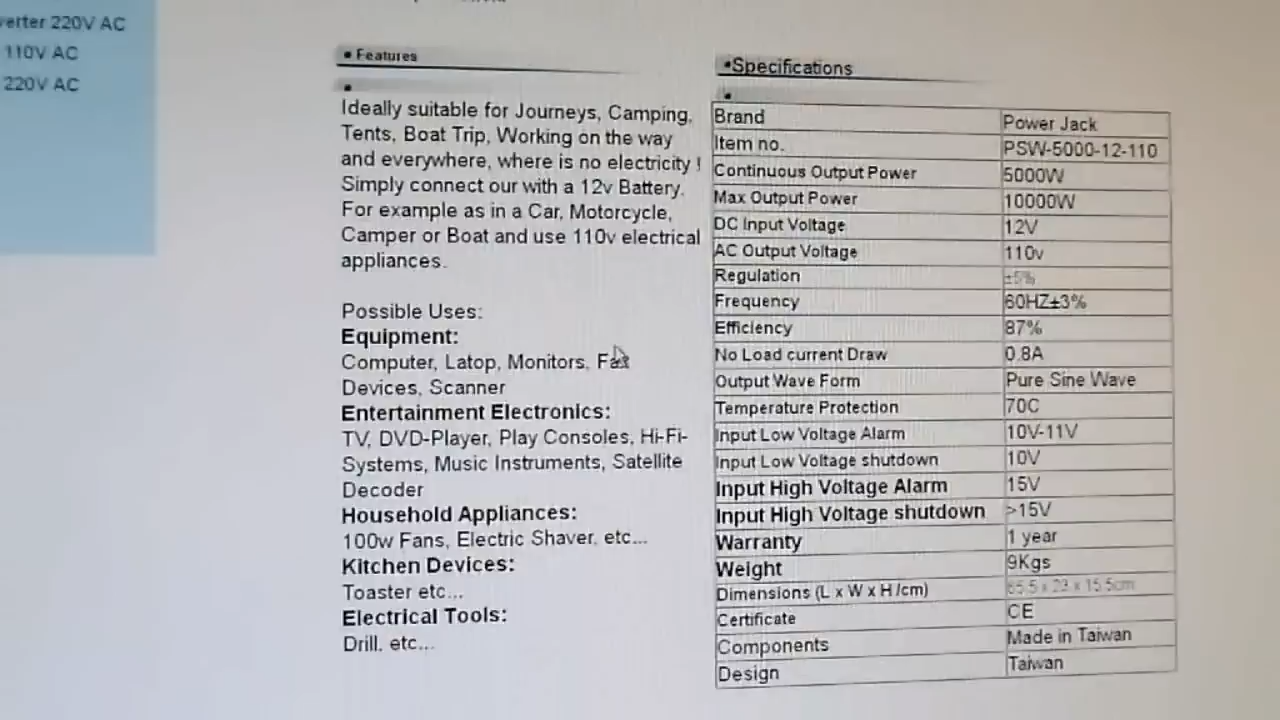 verter 220V AC
110V AC
220V AC
• Features
Ideally suitable for Journeys, Camping,
Tents, Boat Trip, Working on the way
and everywhere, where is no electricity !
Simply connect our with a 12v Battery.
For example as in a Car, Motorcycle,
Camper or Boat and use 110v electrical
appliances.
Possible Uses:
Equipment:
Computer, Latop, Monitors, Fax
Devices, Scanner
Entertainment Electronics:
TV, DVD-Player, Play Consoles, Hi-Fi-
Systems, Music Instruments, Satellite
Decoder
Household Appliances:
100w Fans, Electric Shaver, etc...
Kitchen Devices:
Toaster etc...
Electrical Tools:
Drill, etc...
•Specifications
Brand Power Jack
Item no. PSW-5000-12-110
Continuous Output Power 5000W
Max Output Power 10000W
DC Input Voltage 12V
AC Output Voltage 110v
Regulation ±5%
Frequency 60HZ±3%
Efficiency 87%
No Load current Draw 0.8A
Output Wave Form Pure Sine Wave
Temperature Protection 70C
Input Low Voltage Alarm 10V-11V
Input Low Voltage shutdown 10V
Input High Voltage Alarm 15V
Input High Voltage shutdown >15V
Warranty 1 year
Weight 9Kgs
Dimensions (L x W x H /cm) x 23 x 15.5cm
Certificate CE
Components Made in Taiwan
Design Taiwan